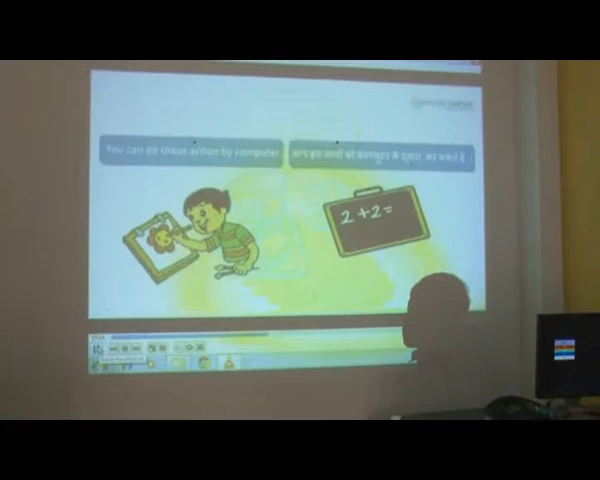 You can do these action by computer
आप इन कार्यो को कम्प्यूटर के द्वारा कर सकते है ।
2+2=